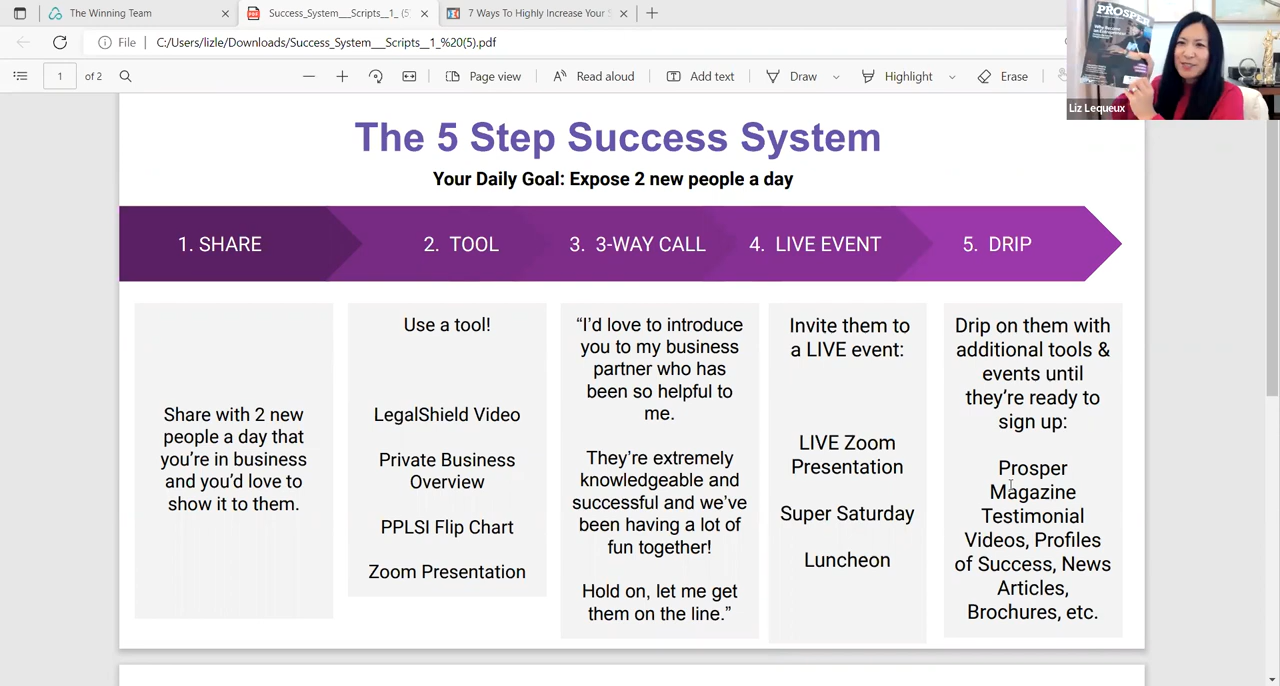 The Winning Team
Success_System___Scripts__1_ (5)
7 Ways To Highly Increase Your S
File
C:/Users/lizle/Downloads/Success_System__Scripts__1_%20(5).pdf
1
of 2
Page view
Read aloud
Add text
Draw
Highlight
Erase
PROSPER
Liz Lequeux
The 5 Step Success System
Your Daily Goal: Expose 2 new people a day
1. SHARE
2. TOOL
3. 3-WAY CALL
4. LIVE EVENT
5. DRIP
Share with 2 new
people a day that
you're in business
and you'd love to
show it to them.
Use a tool!
LegalShield Video
Private Business
Overview
PPLSI Flip Chart
Zoom Presentation
“I'd love to introduce
you to my business
partner who has
been so helpful to
me.
They're extremely
knowledgeable and
successful and we've
been having a lot of
fun together!
Hold on, let me get
them on the line.”
Invite them to
a LIVE event:
LIVE Zoom
Presentation
Super Saturday
Luncheon
Drip on them with
additional tools &
events until
they're ready to
sign up:
Prosper
Magazine
Testimonial
Videos, Profiles
of Success, News
Articles,
Brochures, etc.